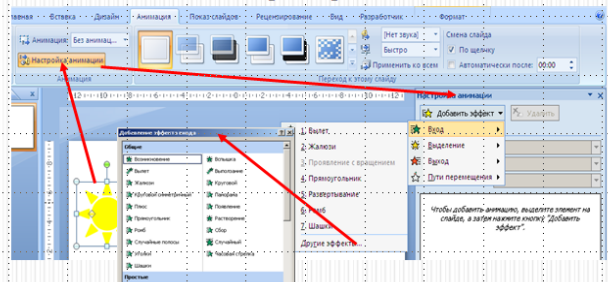 Вставка Дизайн Анимация Показ слайдов Рецензирование Вид Разработчик Формат
Анимация: Без анимац...
Настройка анимации
Анимация
[Нет звука]
Быстро
Применить ко всем
Смена слайда
По щелчку
Автоматически после: 00:00
Переход к этому слайду
Настройка анимации
Добавить эффект
Удалить
Вход
Выделение
Выход
Пути перемещения
1. Вылет
2. Жалюзи
3. Проявление с вращением
4. Прямоугольник
5. Развертывание
6. Ромб
7. Шашки
Другие эффекты...
Добавление эффекта входа
Общие
Возникновение
Вспышка
Вылет
Выползание
Жалюзи
Круговой
Плюс
Появление
Прямоугольник
Растворение
Ромб
Сбор
Случайные полосы
Случайный
Уголки
Шашки
Простые
Чтобы добавить анимацию, выделите элемент на
слайде, а затем нажмите кнопку "Добавить
эффект".